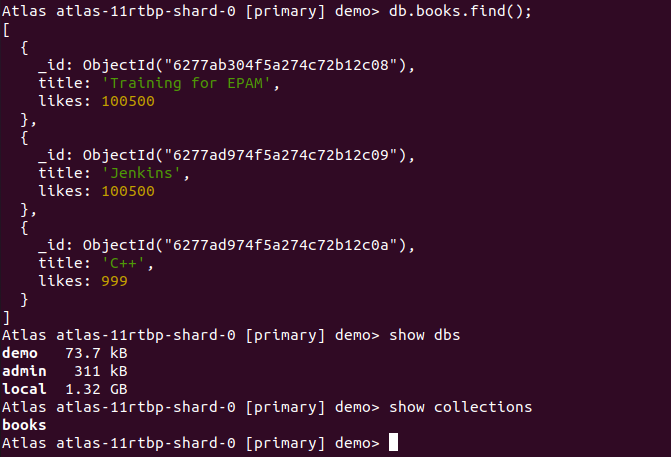 Atlas atlas-11rtbp-shard-0 [primary] demo> db.books.find();
[
  {
    _id: ObjectId("6277ab304f5a274c72b12c08"),
    title: 'Training for EPAM',
    likes: 100500
  },
  {
    _id: ObjectId("6277ad974f5a274c72b12c09"),
    title: 'Jenkins',
    likes: 100500
  },
  {
    _id: ObjectId("6277ad974f5a274c72b12c0a"),
    title: 'C++',
    likes: 999
  }
]
Atlas atlas-11rtbp-shard-0 [primary] demo> show dbs
demo   73.7 kB
admin   311 kB
local  1.32 GB
Atlas atlas-11rtbp-shard-0 [primary] demo> show collections
books
Atlas atlas-11rtbp-shard-0 [primary] demo>